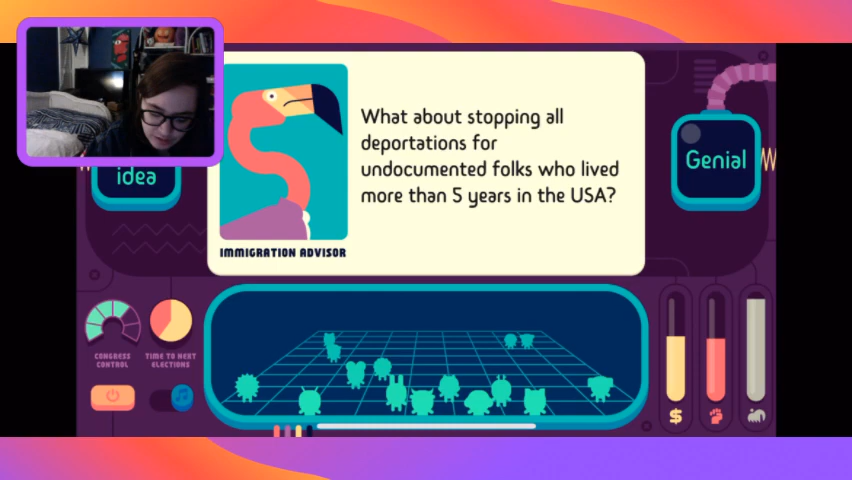 What about stopping all
deportations for
undocumented folks who lived
more than 5 years in the USA?
IMMIGRATION ADVISOR
idea
Genial
CONGRESS
CONTROL
TIME TO NEXT
ELECTIONS
$